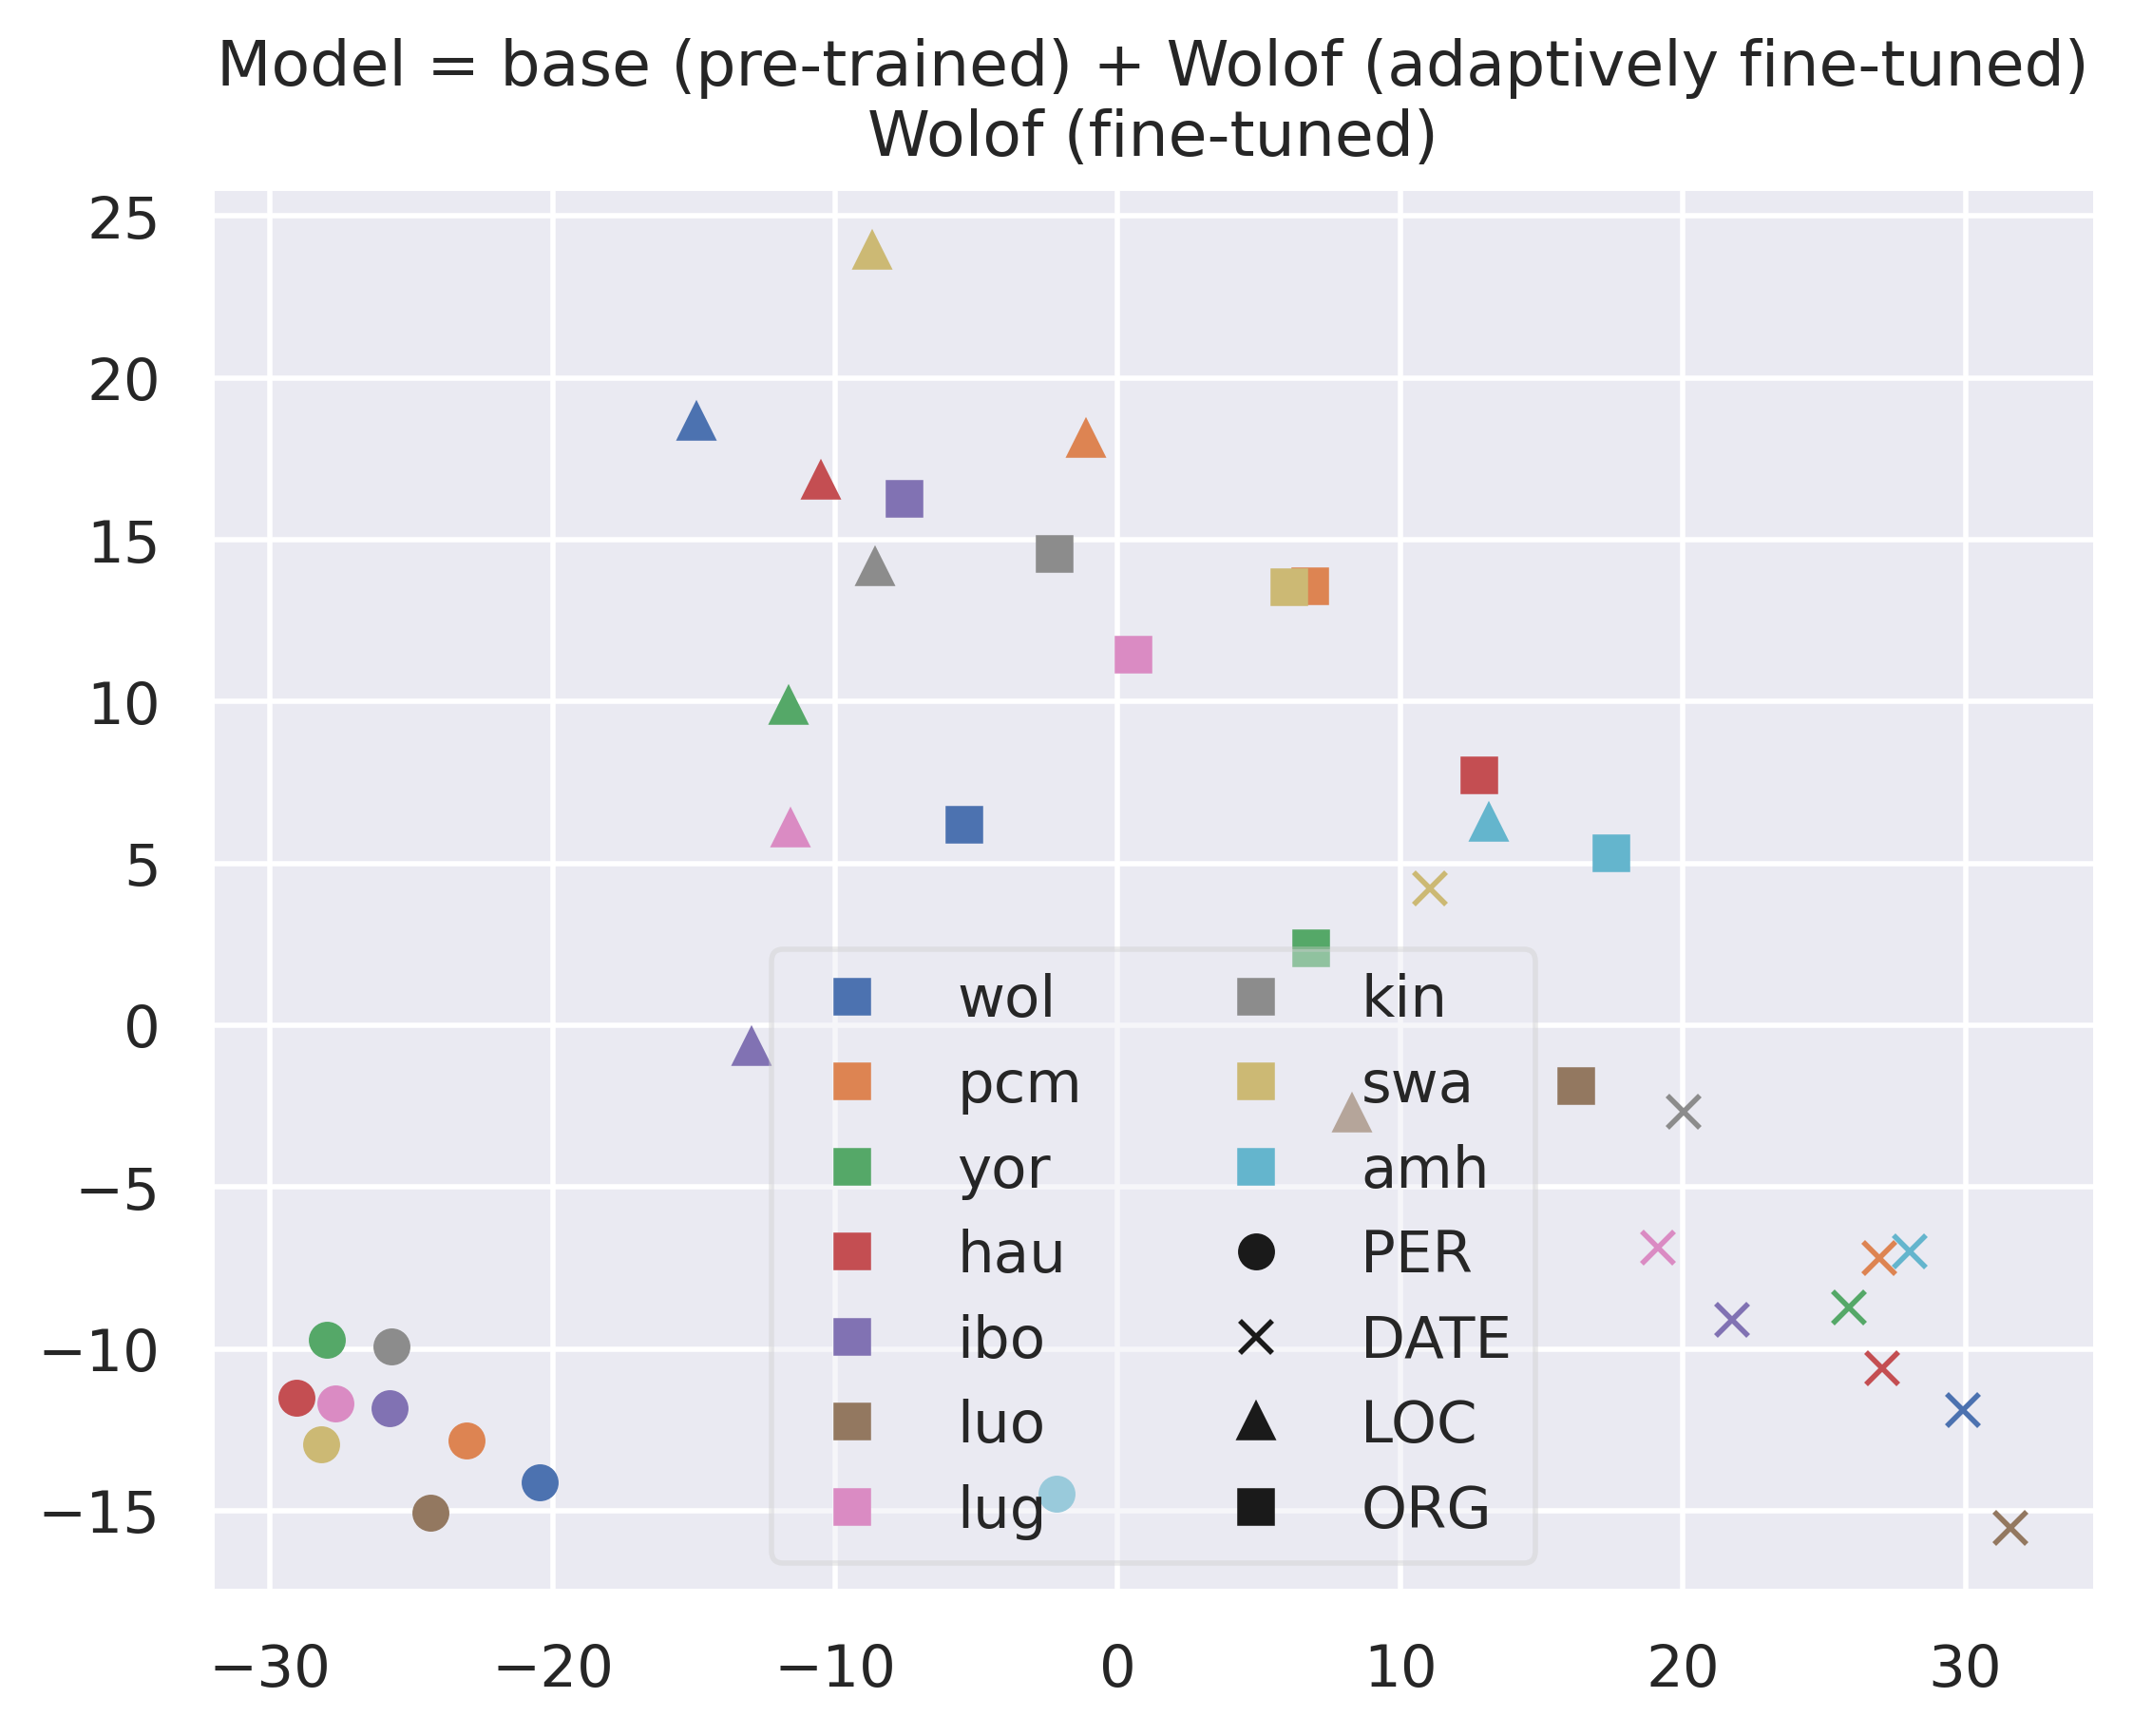 Model = base (pre-trained) + Wolof (adaptively fine-tuned)
Wolof (fine-tuned)
25
20
15
10
5
0
−5
−10
−15
wol
pcm
yor
hau
ibo
luo
lug
kin
swa
amh
PER
DATE
LOC
ORG
−30
−20
−10
0
10
20
30